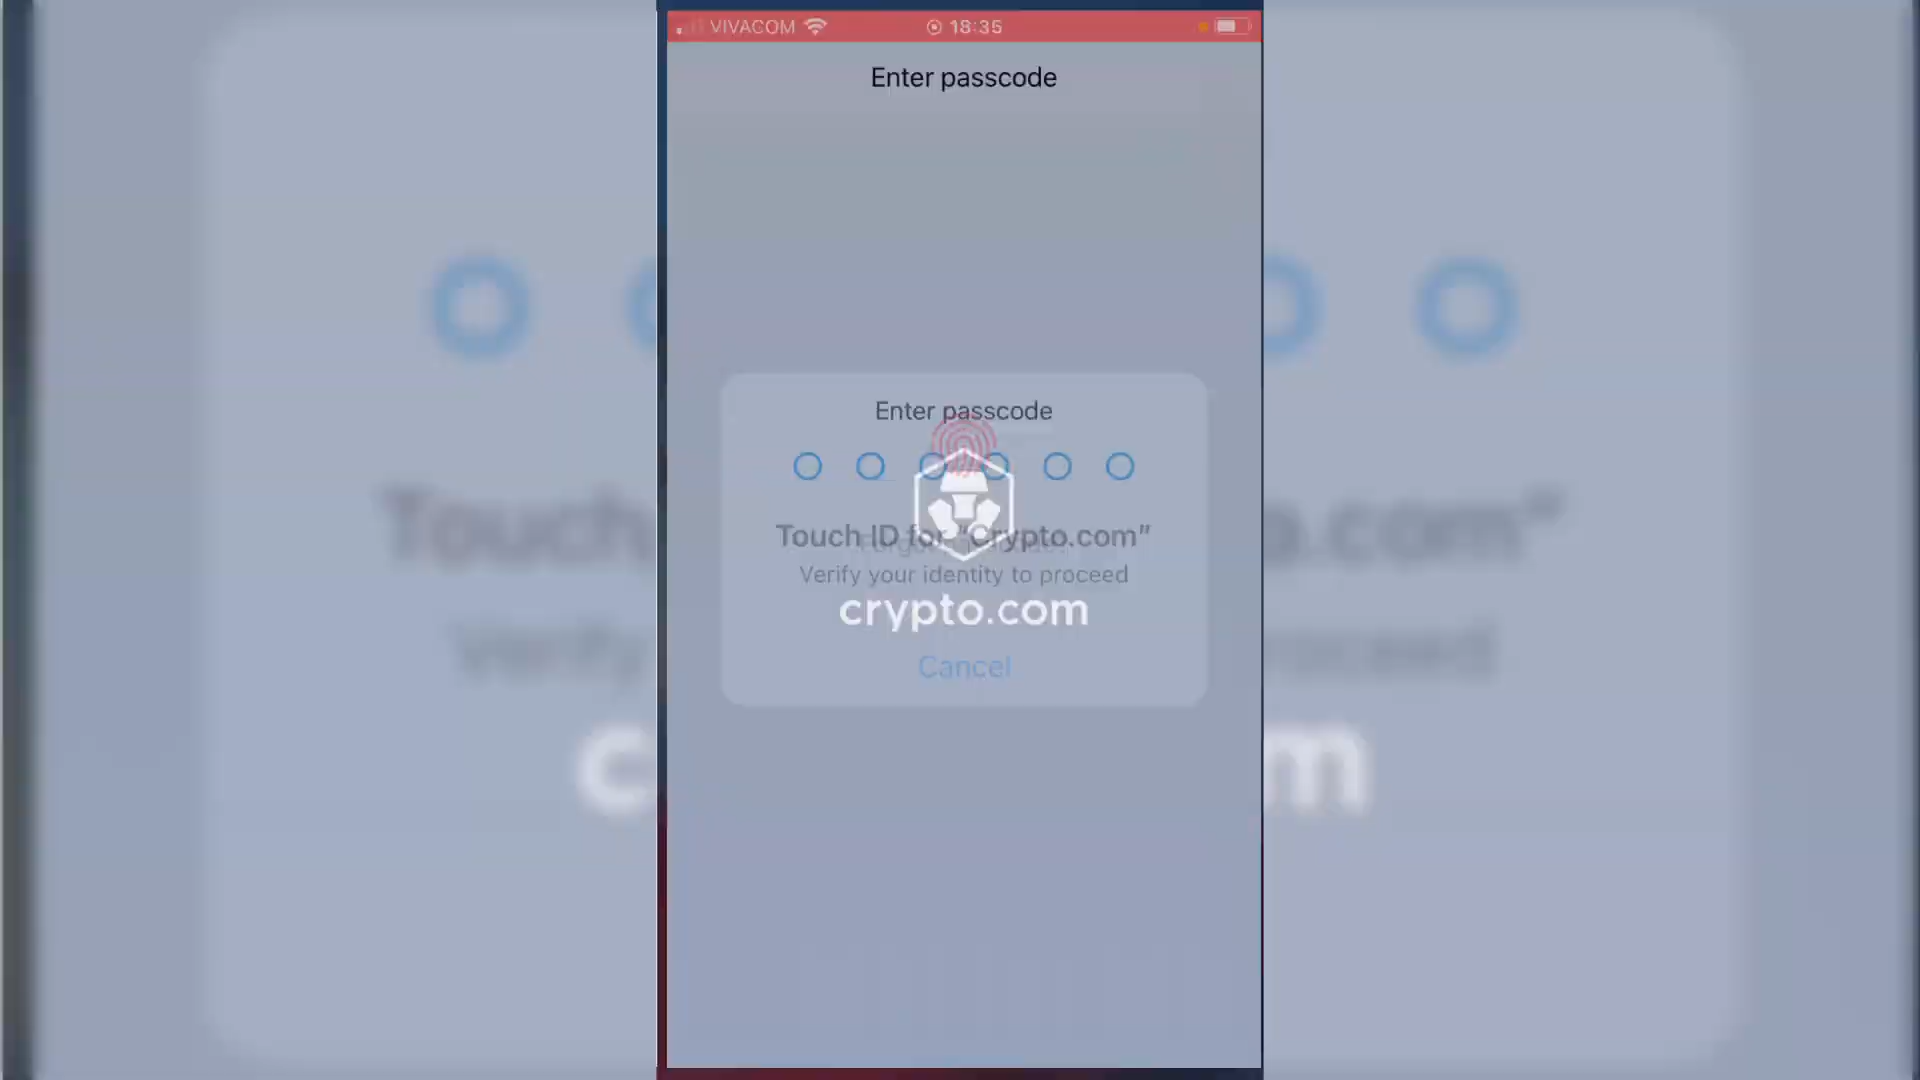 VIVACOM 18:35
Enter passcode
Enter passcode
Touch ID for "Crypto.com"
Verify your identity to proceed
crypto.com
Cancel